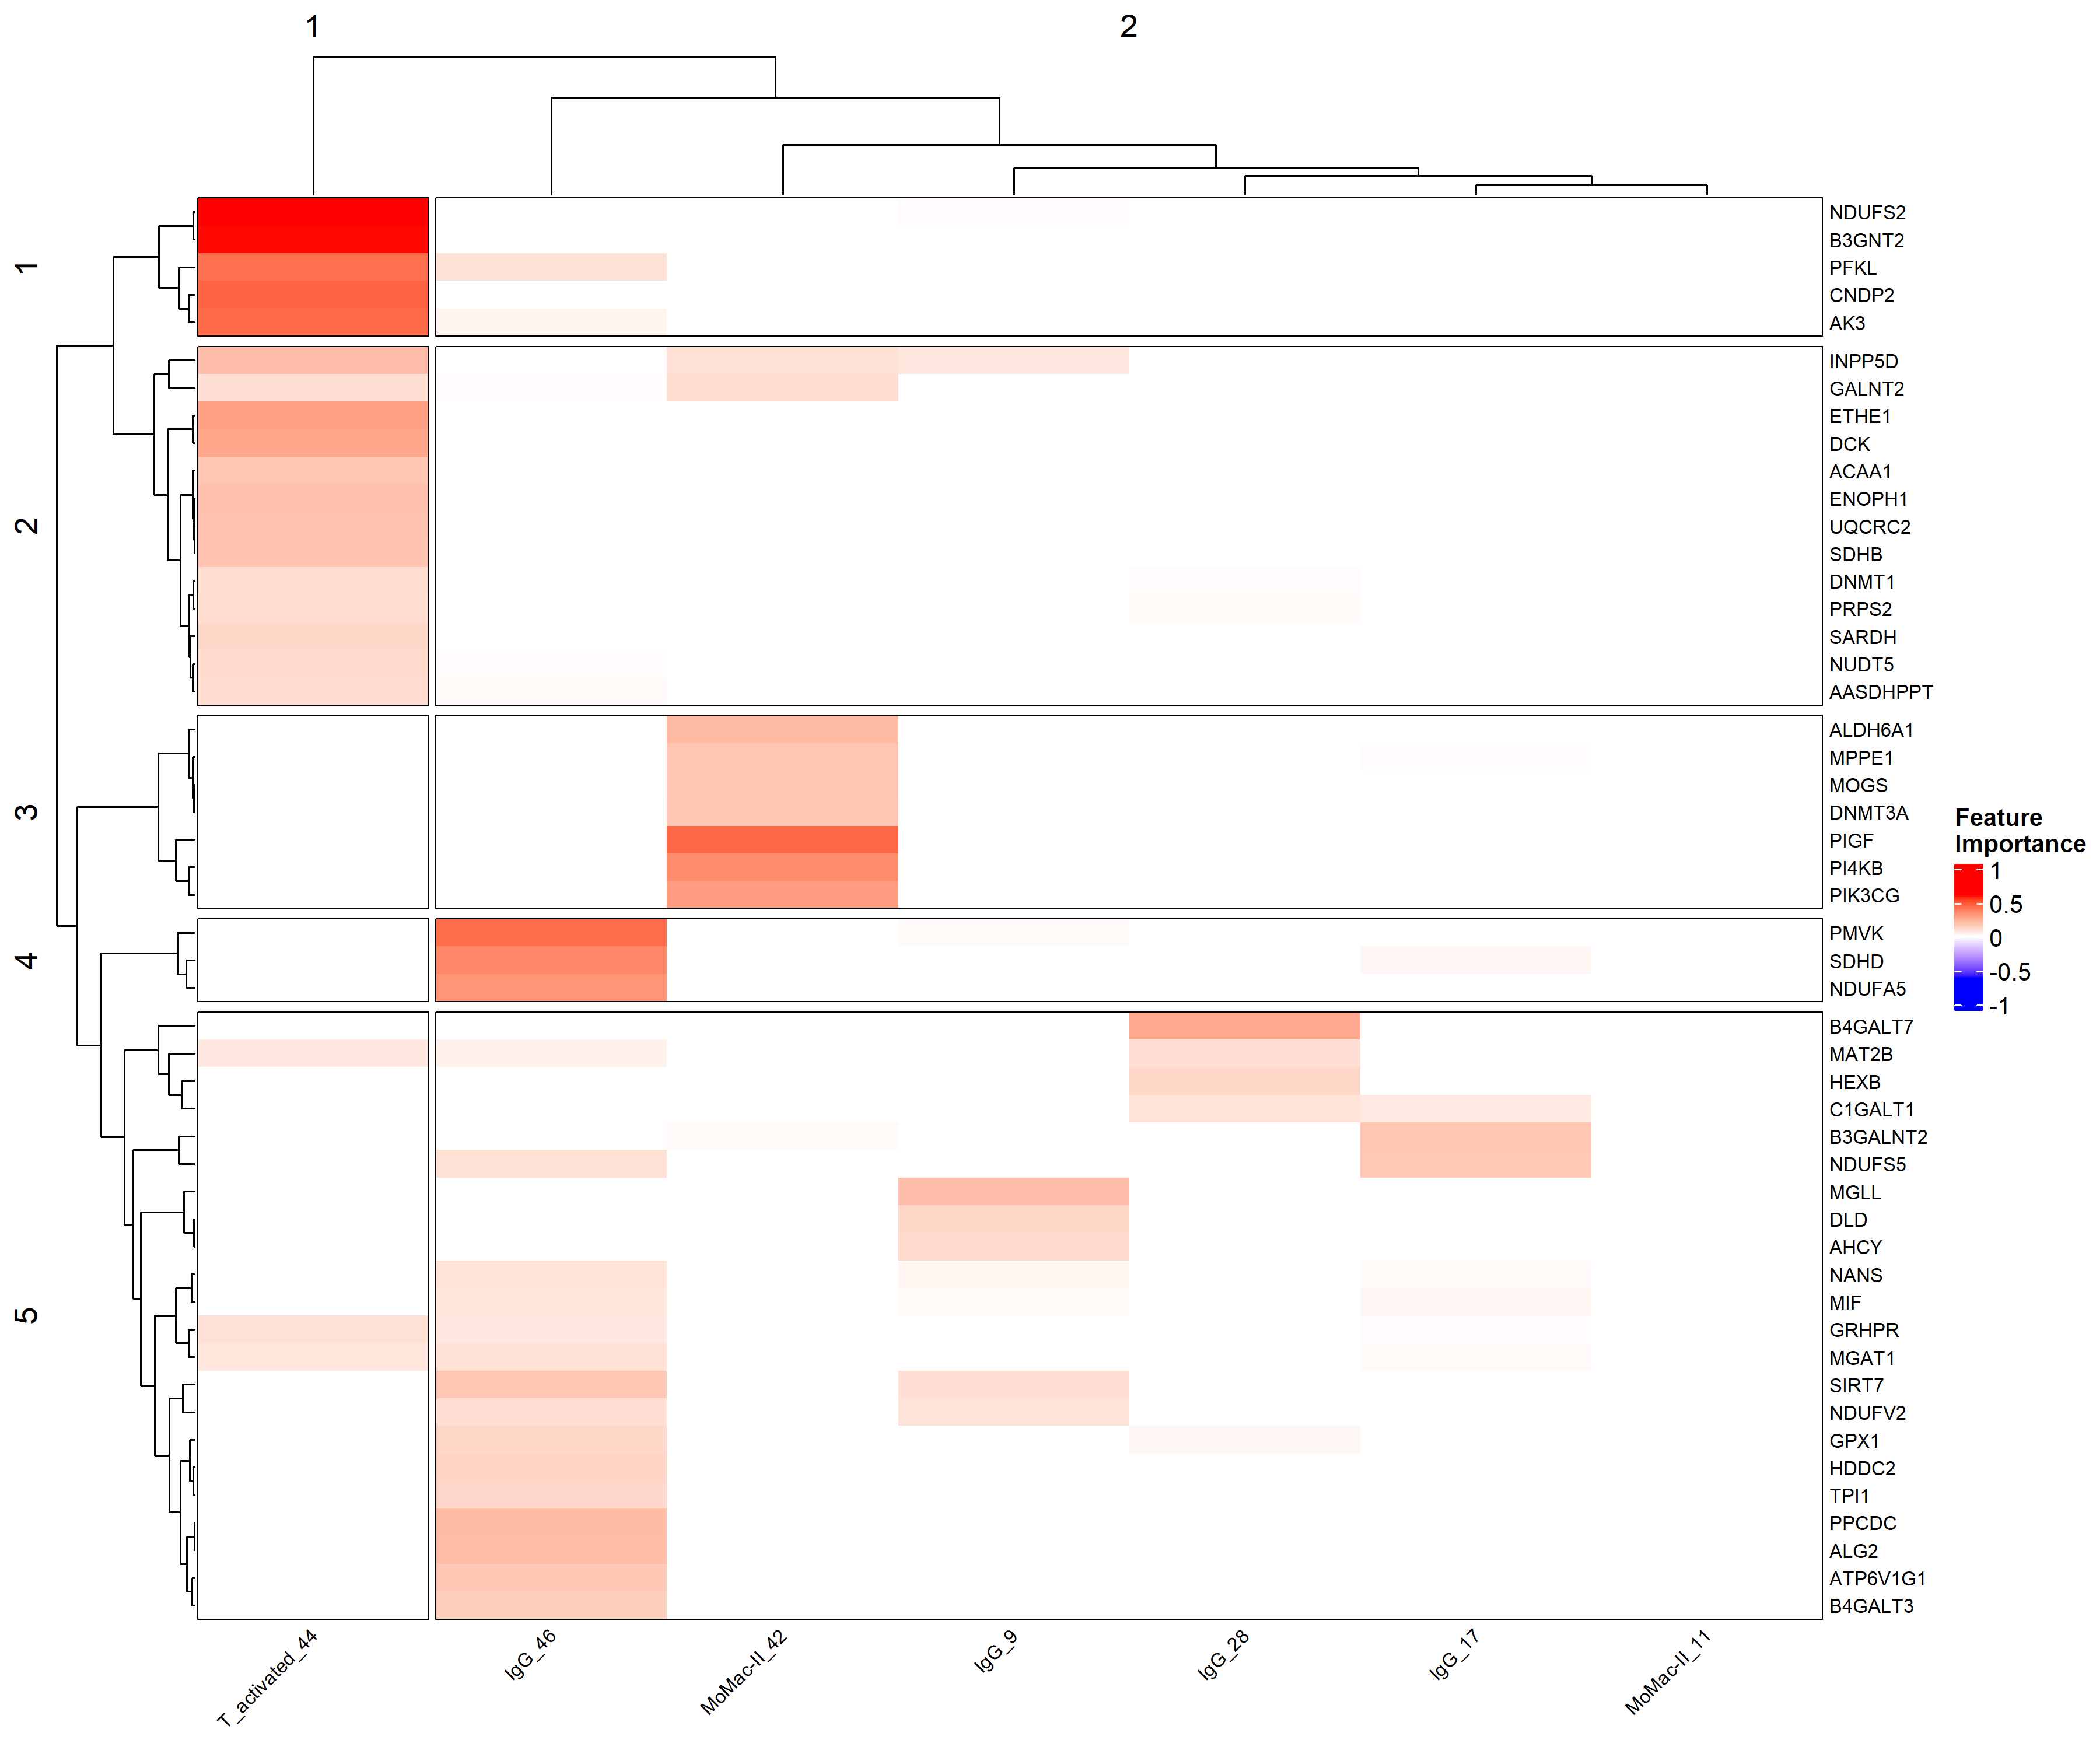 1
2
1
2
3
4
5
NDUFS2
B3GNT2
PFKL
CNDP2
AK3
INPP5D
GALNT2
ETHE1
DCK
ACAA1
ENOPH1
UQCRC2
SDHB
DNMT1
PRPS2
SARDH
NUDT5
AASDHPPT
ALDH6A1
MPPE1
MOGS
DNMT3A
PIGF
PI4KB
PIK3CG
PMVK
SDHD
NDUFA5
B4GALT7
MAT2B
HEXB
C1GALT1
B3GALNT2
NDUFS5
MGLL
DLD
AHCY
NANS
MIF
GRHPR
MGAT1
SIRT7
NDUFV2
GPX1
HDDC2
TPI1
PPCDC
ALG2
ATP6V1G1
B4GALT3
T_activated_44
IgG_46
MoMac-II_42
IgG_9
IgG_28
IgG_17
MoMac-II_11
Feature
Importance
1
0.5
0
-0.5
-1